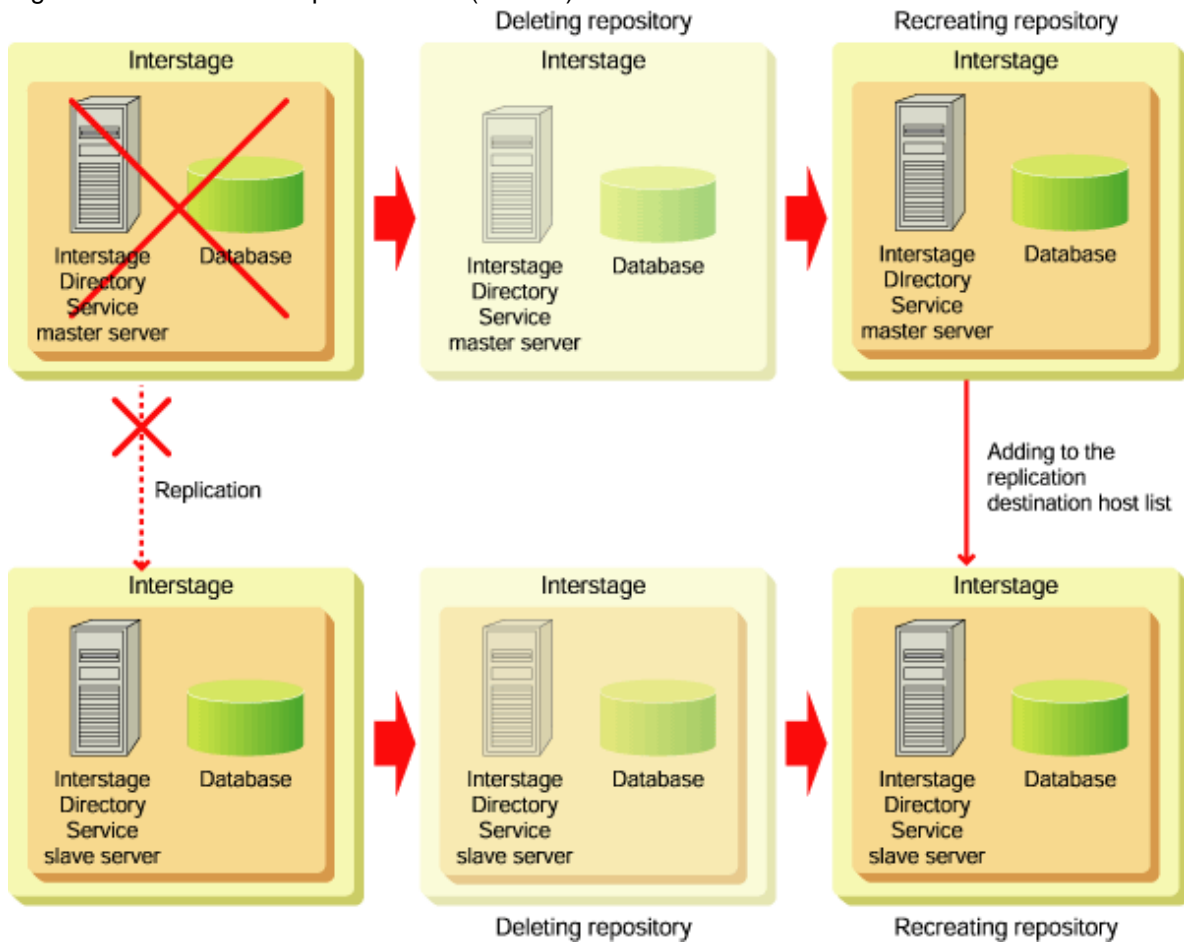 Deleting repository
Recreating repository
Interstage
Interstage
Interstage
Interstage
Directory
Service
master server
Database
Interstage
Directory
Service
master server
Database
Interstage
DIrectory
Service
master server
Database
Replication
Adding to the
replication
destination host list
Interstage
Interstage
Interstage
Interstage
Directory
Service
slave server
Database
Interstage
Directory
Service
slave server
Database
Interstage
Directory
Service
slave server
Database
Deleting repository
Recreating repository